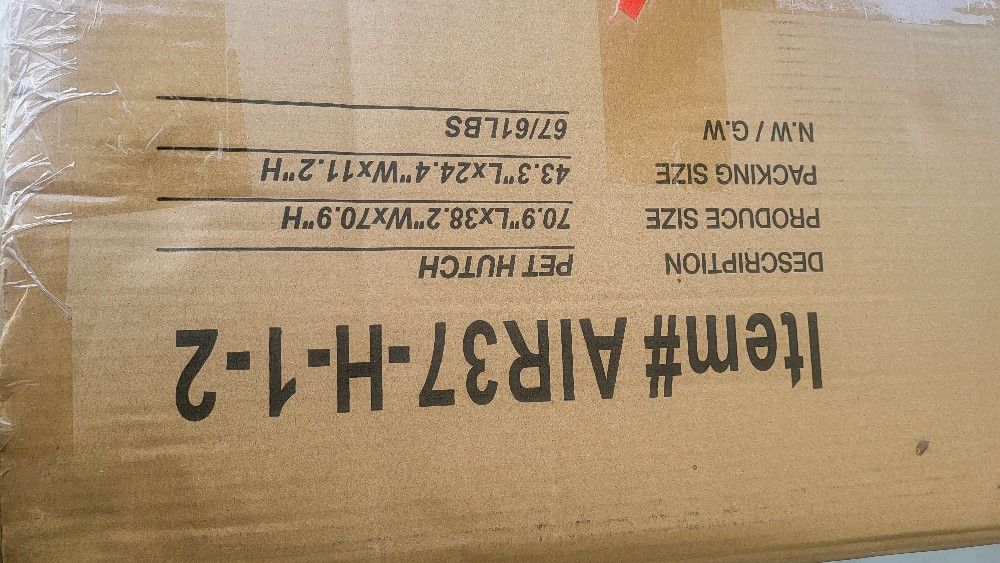 Item# AIR37-H-1-2
DESCRIPTION PET HUTCH
PRODUCE SIZE 70.9"Lx38.2"Wx70.9"H
PACKING SIZE 43.3"Lx24.4"Wx11.2"H
N.W / G.W 67/61LBS